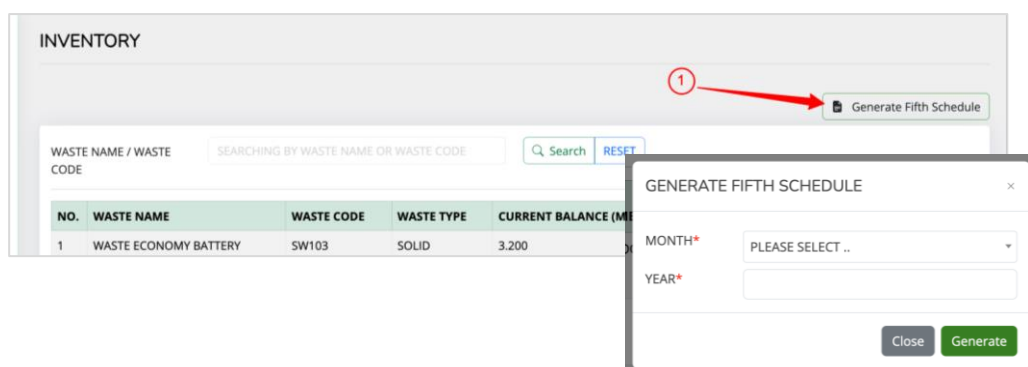 INVENTORY
1
Generate Fifth Schedule
WASTE NAME / WASTE
CODE
SEARCHING BY WASTE NAME OR WASTE CODE
Search RESET
NO. WASTE NAME WASTE CODE WASTE TYPE CURRENT BALANCE
1 WASTE ECONOMY BATTERY SW103 SOLID 3.200
GENERATE FIFTH SCHEDULE ×
MONTH* PLEASE SELECT ..
YEAR*
Close Generate